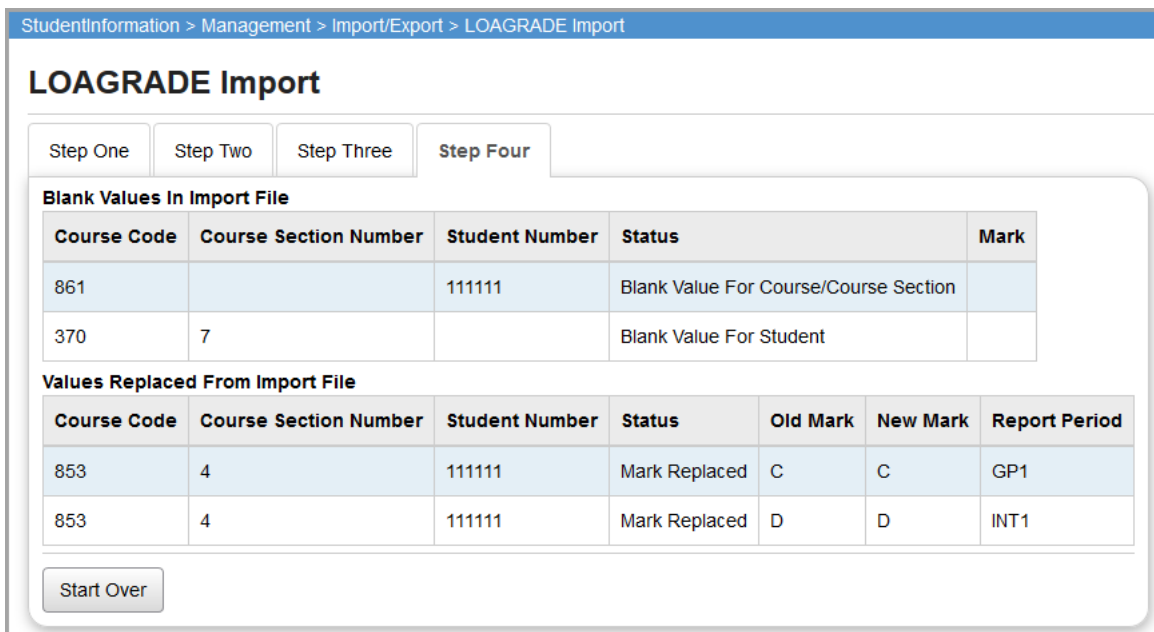 StudentInformation > Management > Import/Export > LOAGRADE Import
LOAGRADE Import
Step One Step Two Step Three Step Four
Blank Values In Import File
Course Code Course Section Number Student Number Status Mark
861 111111 Blank Value For Course/Course Section
370 7 Blank Value For Student
Values Replaced From Import File
Course Code Course Section Number Student Number Status Old Mark New Mark Report Period
853 4 111111 Mark Replaced C C GP1
853 4 111111 Mark Replaced D D INT1
Start Over